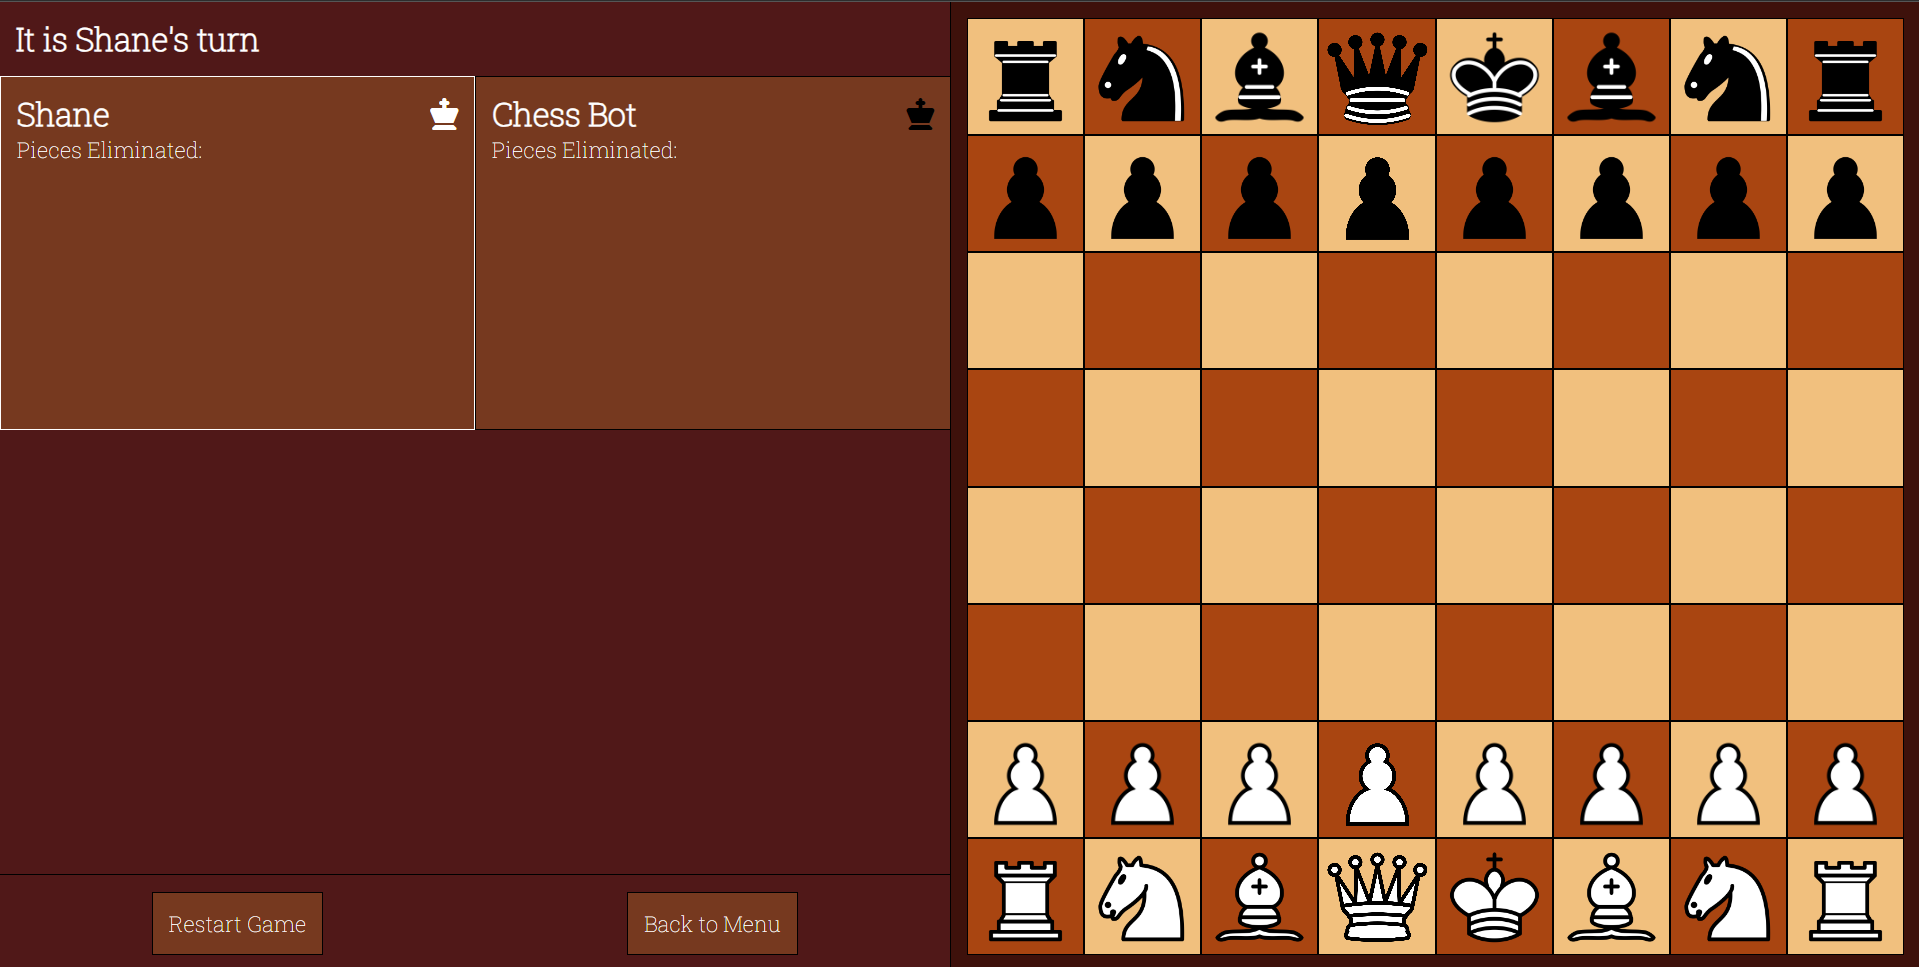 It is Shane's turn
Shane
Pieces Eliminated:
Chess Bot
Pieces Eliminated:
Restart Game
Back to Menu